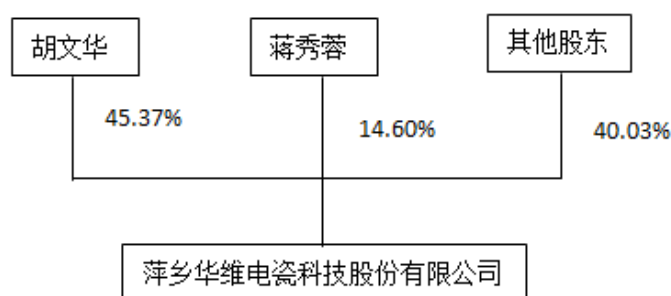 胡文华
蒋秀蓉
其他股东
45.37%
14.60%
40.03%
萍乡华维电瓷科技股份有限公司